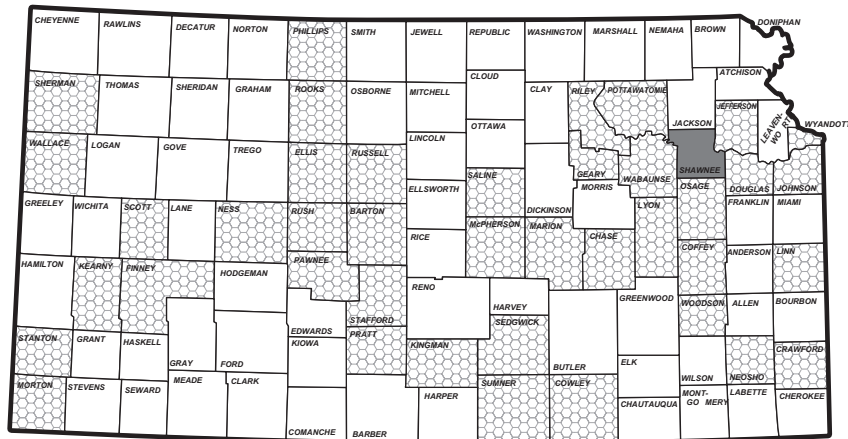 CHEYENNE RAWLINS DECATUR NORTON PHILLIPS SMITH JEWELL REPUBLIC WASHINGTON MARSHALL NEMAHA BROWN DONIPHAN
SHERMAN THOMAS SHERIDAN GRAHAM ROOKS OSBORNE MITCHELL CLOUD CLAY RILEY POTTAWATOMIE JACKSON ATCHISON
JEFFERSON LEAVEN-
WO RT
WYANDOTT
WALLACE LOGAN GOVE TREGO ELLIS RUSSELL LINCOLN OTTAWA
SALINE GEARY WABAUNSE SHAWNEE DOUGLAS JOHNSON
ELLSWORTH DICKINSON MORRIS OSAGE
GREELEY WICHITA SCOTT LANE NESS RUSH BARTON McPHERSON MARION CHASE LYON FRANKLIN MIAMI
RICE COFFEY ANDERSON LINN
HAMILTON KEARNY FINNEY HODGEMAN PAWNEE RENO HARVEY
STAFFORD GREENWOOD WOODSON ALLEN BOURBON
EDWARDS SEDGWICK
STANTON GRANT HASKELL GRAY FORD KIOWA PRATT KINGMAN BUTLER ELK WILSON NEOSHO CRAWFORD
MORTON STEVENS SEWARD MEADE CLARK COMANCHE BARBER HARPER SUMNER COWLEY CHAUTAUQUA MONT-
GO MERY LABETTE CHEROKEE